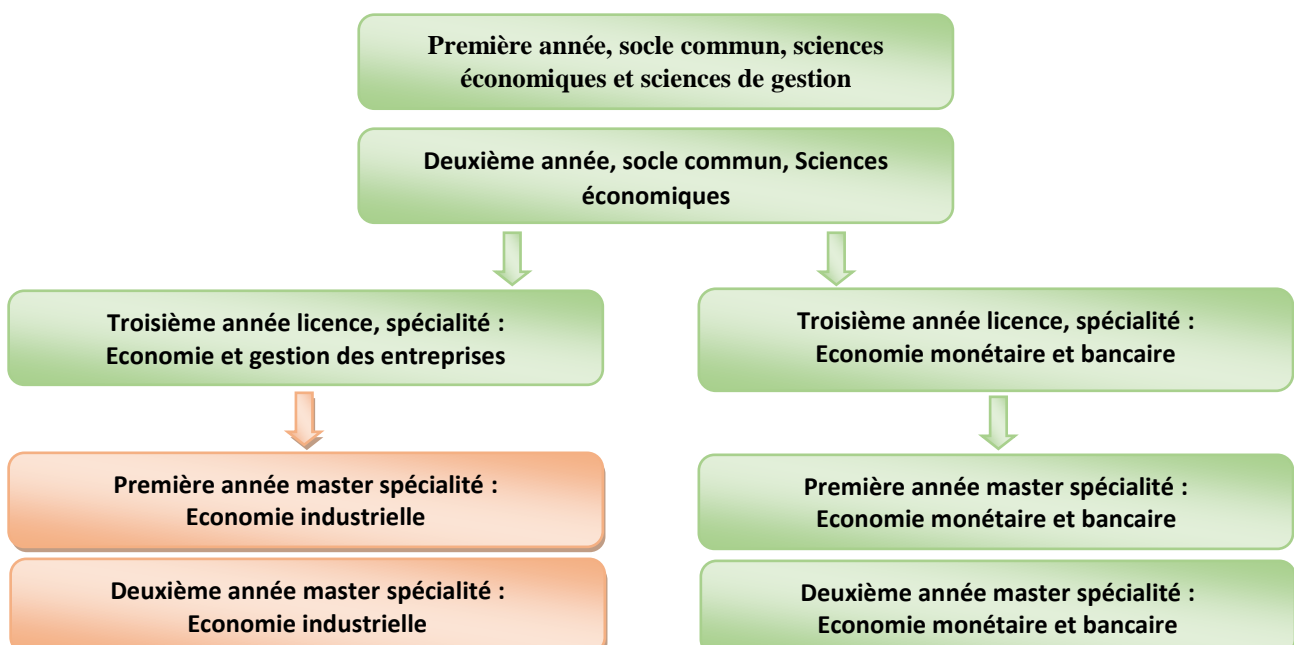 Première année, socle commun, sciences
économiques et sciences de gestion
Deuxième année, socle commun, Sciences
économiques
Troisième année licence, spécialité :
Economie et gestion des entreprises
Troisième année licence, spécialité :
Economie monétaire et bancaire
Première année master spécialité :
Economie industrielle
Première année master spécialité :
Economie monétaire et bancaire
Deuxième année master spécialité :
Economie industrielle
Deuxième année master spécialité :
Economie monétaire et bancaire